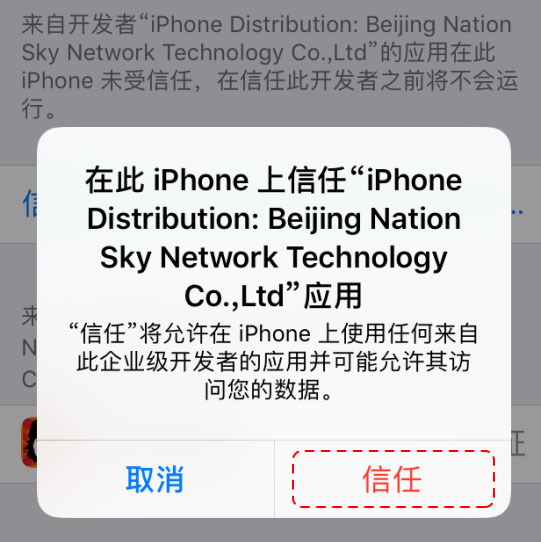 来自开发者“iPhone Distribution: Beijing Nation
Sky Network Technology Co.,Ltd”的应用在此
iPhone 未受信任，在信任此开发者之前将不会运
行。
在此 iPhone 上信任“iPhone
Distribution: Beijing Nation
Sky Network Technology
Co.,Ltd”应用
“信任”将允许在 iPhone 上使用任何来自
此企业级开发者的应用并可能允许其访
问您的数据。
取消
信任